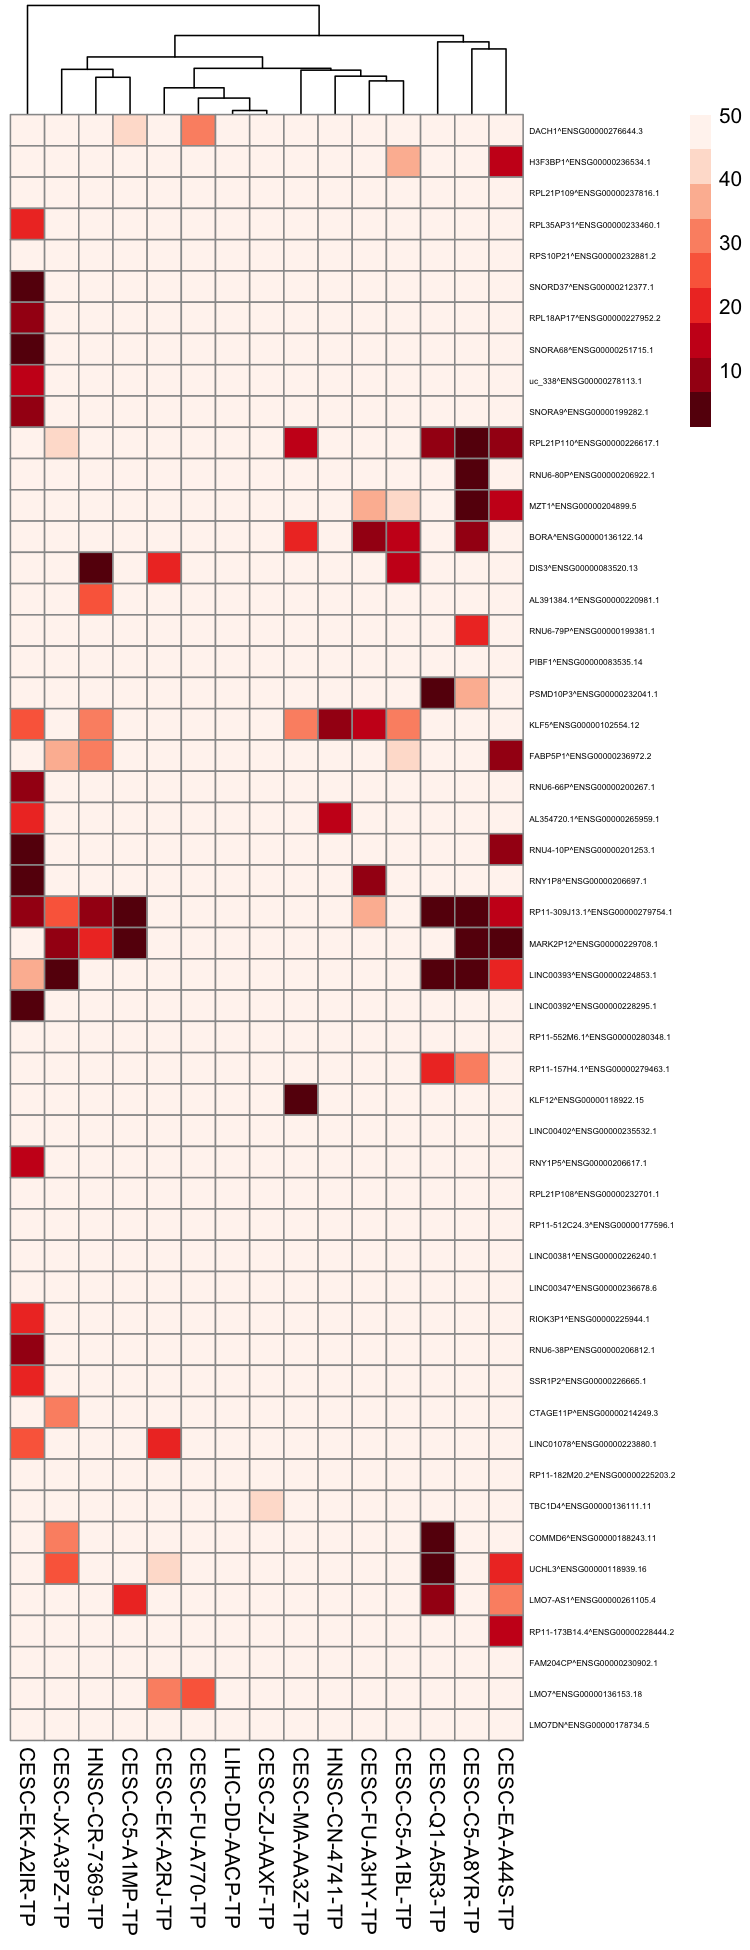 50
40
30
20
10
DACH1^ENSG00000276644.3
H3F3BP1^ENSG00000236534.1
RPL21P109^ENSG00000237816.1
RPL35AP31^ENSG00000233460.1
RPS10P21^ENSG00000232881.2
SNORD37^ENSG00000212377.1
RPL18AP17^ENSG00000227952.2
SNORA68^ENSG00000251715.1
uc_338^ENSG00000278113.1
SNORA9^ENSG00000199282.1
RPL21P110^ENSG00000226617.1
RNU6-80P^ENSG00000206922.1
MZT1^ENSG00000204899.5
BORA^ENSG00000136122.14
DIS3^ENSG00000083520.13
AL391384.1^ENSG00000220981.1
RNU6-79P^ENSG00000199381.1
PIBF1^ENSG00000083535.14
PSMD10P3^ENSG00000232041.1
KLF5^ENSG00000102554.12
FABP5P1^ENSG00000236972.2
RNU6-66P^ENSG00000200267.1
AL354720.1^ENSG00000265959.1
RNU4-10P^ENSG00000201253.1
RNY1P8^ENSG00000206697.1
RP11-309J13.1^ENSG00000279754.1
MARK2P12^ENSG00000229708.1
LINC00393^ENSG00000224853.1
LINC00392^ENSG00000228295.1
RP11-552M6.1^ENSG00000280348.1
RP11-157H4.1^ENSG00000279463.1
KLF12^ENSG00000118922.15
LINC00402^ENSG00000235532.1
RNY1P5^ENSG00000206617.1
RPL21P108^ENSG00000232701.1
RP11-512C24.3^ENSG00000177596.1
LINC00381^ENSG00000226240.1
LINC00347^ENSG00000236678.6
RIOK3P1^ENSG00000225944.1
RNU6-38P^ENSG00000206812.1
SSR1P2^ENSG00000226665.1
CTAGE11P^ENSG00000214249.3
LINC01078^ENSG00000223880.1
RP11-182M20.2^ENSG00000225203.2
TBC1D4^ENSG00000136111.11
COMMD6^ENSG00000188243.11
UCHL3^ENSG00000118939.16
LMO7-AS1^ENSG00000261105.4
RP11-173B14.4^ENSG00000228444.2
FAM204CP^ENSG00000230902.1
LMO7^ENSG00000136153.18
LMO7DN^ENSG00000178734.5
CESC-EK-A2IR-TP
CESC-JX-A3PZ-TP
HNSC-CR-7369-TP
CESC-C5-A1MP-TP
CESC-EK-A2RJ-TP
CESC-FU-A770-TP
LIHC-DD-AACP-TP
CESC-ZJ-AAXF-TP
CESC-MA-AA3Z-TP
HNSC-CN-4741-TP
CESC-FU-A3HY-TP
CESC-C5-A1BL-TP
CESC-Q1-A5R3-TP
CESC-C5-A8YR-TP
CESC-EA-A44S-TP